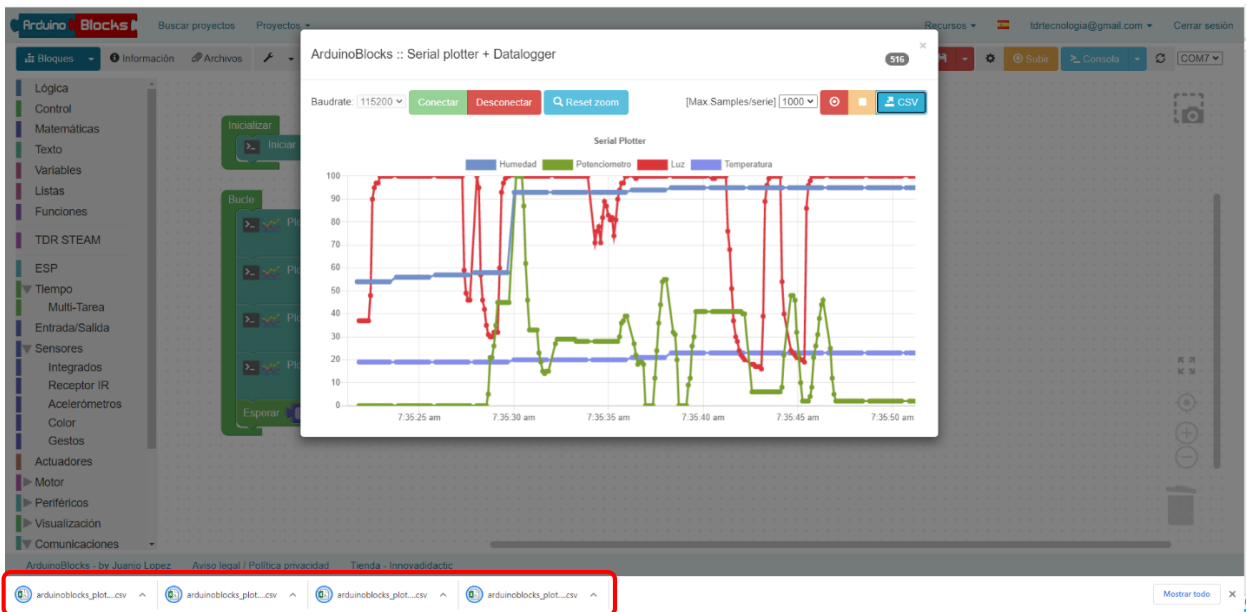 Arduino Blocks Buscar proyectos Proyectos Recursos tdrtecnologia@gmail.com Cerrar sesión
Bloques Información Archivos Subir Consola COM7
ArduinoBlocks :: Serial plotter + Datalogger 516 ×
Baudrate: 115200 Conectar Desconectar Reset zoom [Max.Samples/serie] 1000 CSV
Serial Plotter
Humedad Potenciometro Luz Temperatura
100
90
80
70
60
50
40
30
20
10
0
7:35:25 am 7:35:30 am 7:35:35 am 7:35:40 am 7:35:45 am 7:35:50 am
Lógica
Control
Matemáticas
Texto
Variables
Listas
Funciones
TDR STEAM
ESP
Tiempo
Multi-Tarea
Entrada/Salida
Sensores
Integrados
Receptor IR
Acelerómetros
Color
Gestos
Actuadores
Motor
Periféricos
Visualización
Comunicaciones
Inicializar
Iniciar
Bucle
Plo
Plo
Plo
Plo
Esperar
ArduinoBlocks - by Juanjo Lopez Aviso legal / Política privacidad Tienda - Innovadidactic
arduinoblocks_plot....csv arduinoblocks_plot....csv arduinoblocks_plot....csv arduinoblocks_plot....csv Mostrar todo